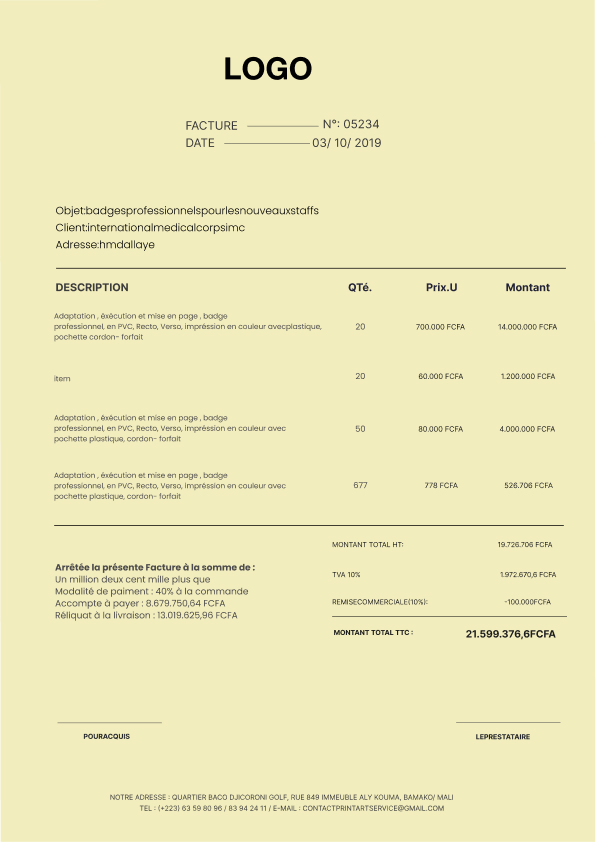 LOGO
FACTURE N°: 05234
DATE 03/ 10/ 2019
Objet:badgesprofessionnelspourlesnouveauxstaffs
Client:internationalmedicalcorpsimc
Adresse:hmdallaye
DESCRIPTION QTé. Prix.U Montant
Adaptation , éxécution et mise en page , badge
professionnel, en PVC, Recto, Verso, impréssion en couleur avecplastique, 20 700.000 FCFA 14.000.000 FCFA
pochette cordon- forfait
item 20 60.000 FCFA 1.200.000 FCFA
Adaptation , éxécution et mise en page , badge
professionnel, en PVC, Recto, Verso, impréssion en couleur avec 50 80.000 FCFA 4.000.000 FCFA
pochette plastique, cordon- forfait
Adaptation , éxécution et mise en page , badge
professionnel, en PVC, Recto, Verso, impréssion en couleur avec 677 778 FCFA 526.706 FCFA
pochette plastique, cordon- forfait
MONTANT TOTAL HT: 19.726.706 FCFA
TVA 10% 1.972.670,6 FCFA
REMISECOMMERCIALE(10%): -100.000FCFA
MONTANT TOTAL TTC : 21.599.376,6FCFA
Arrêtée la présente Facture à la somme de :
Un million deux cent mille plus que
Modalité de paiment : 40% à la commande
Accompte à payer : 8.679.750,64 FCFA
Réliquat à la livraison : 13.019.625,96 FCFA
POURACQUIS LEPRESTATAIRE
NOTRE ADRESSE : QUARTIER BACO DJICORONI GOLF, RUE 849 IMMEUBLE ALY KOUMA, BAMAKO/ MALI
TEL : (+223) 63 59 80 96 / 83 94 24 11 / E-MAIL : CONTACTPRINTARTSERVICE@GMAIL.COM